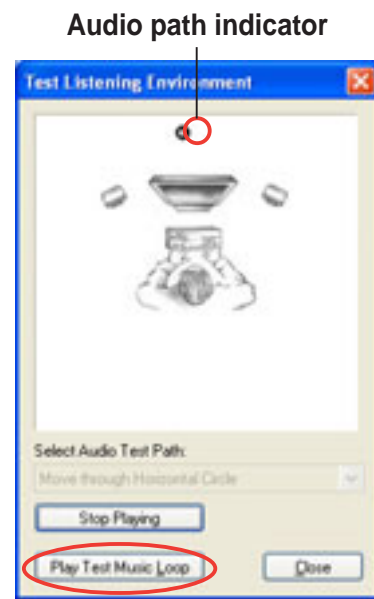 Audio path indicator
Test Listening Environment
Select Audio Test Path:
Move through Horizontal Circle
Stop Playing
Play Test Music Loop
Close